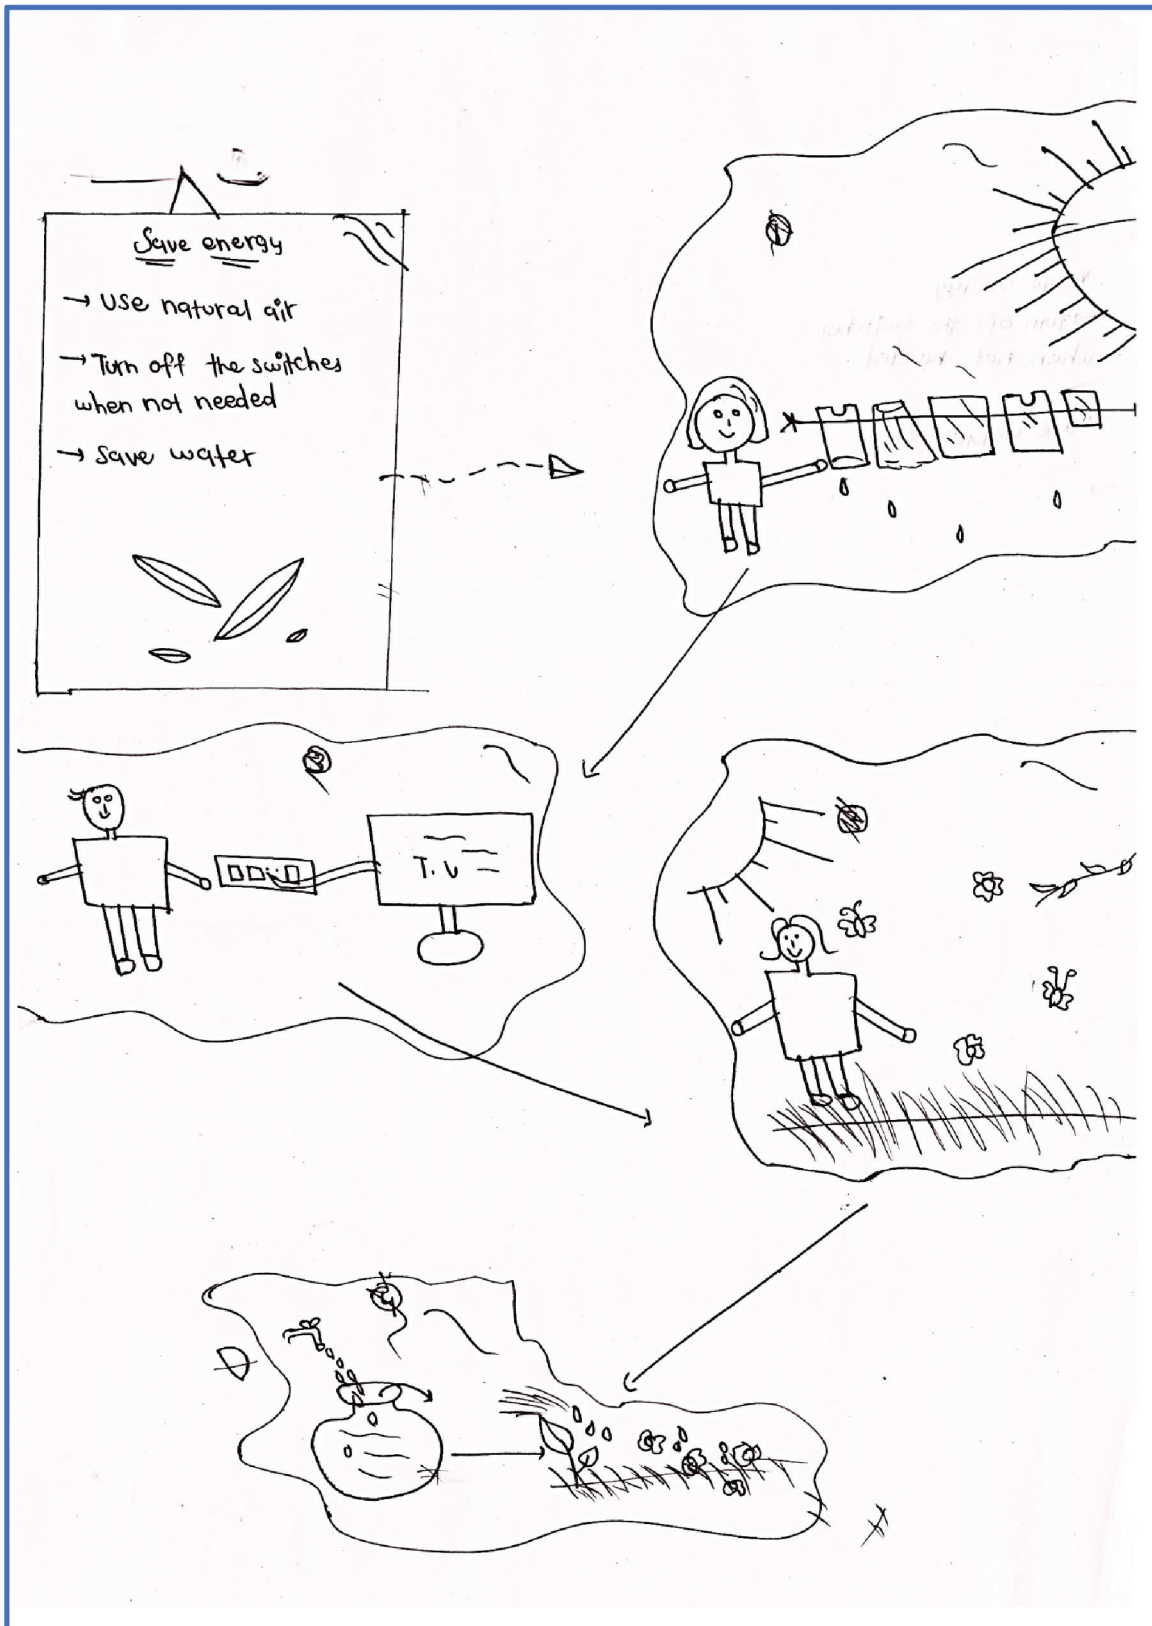 Save energy
→ Use natural air
→ Turn off the switches
when not needed
→ Save water
T.V